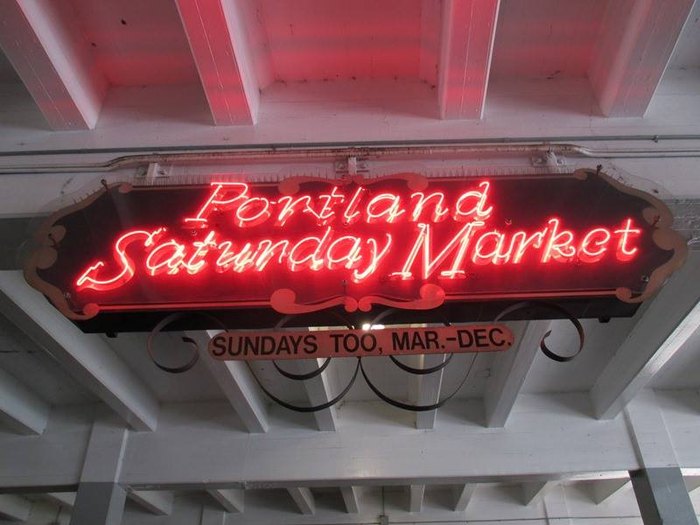 Portland
Saturday Market
SUNDAYS TOO, MAR.-DEC.